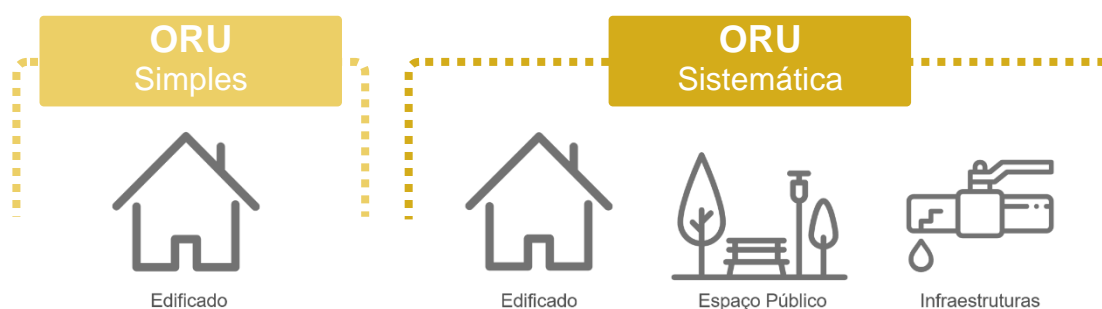 ORU
Simples
ORU
Sistemática
Edificado
Edificado
Espaço Público
Infraestruturas